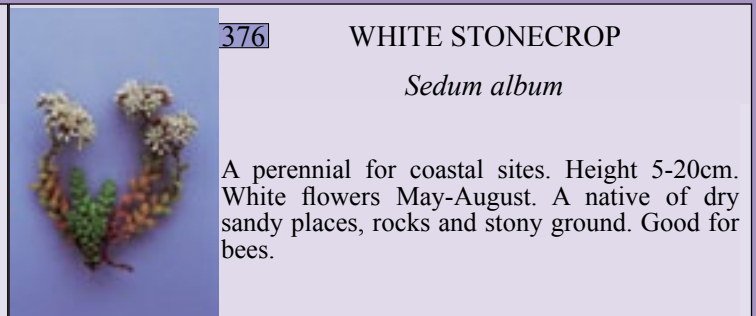 376 WHITE STONECROP
Sedum album
A perennial for coastal sites. Height 5-20cm.
White flowers May-August. A native of dry
sandy places, rocks and stony ground. Good for
bees.